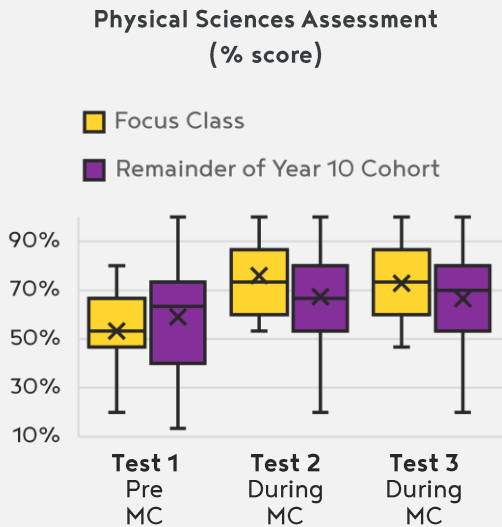 Physical Sciences Assessment
(% score)
Focus Class
Remainder of Year 10 Cohort
90%
70%
50%
30%
10%
Test 1 Test 2 Test 3
Pre During During
MC MC MC